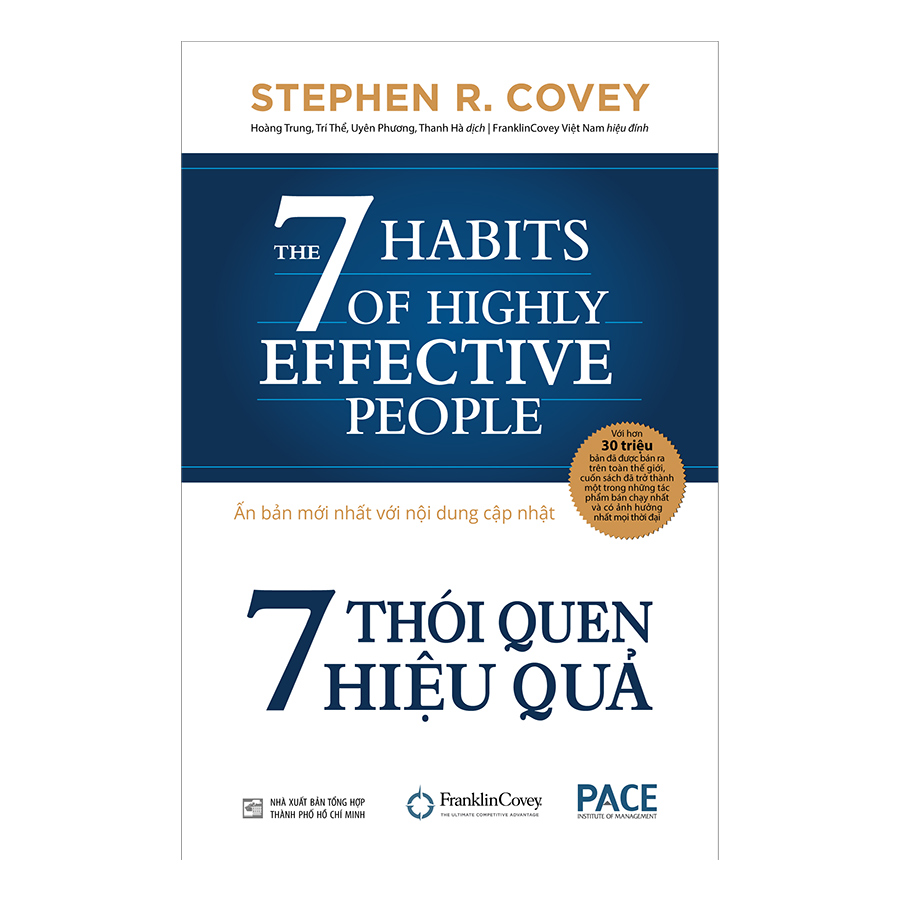 STEPHEN R. COVEY
Hoàng Trung, Trí Thể, Uyên Phương, Thanh Hà dịch | FranklinCovey Việt Nam hiệu đính
THE 7 HABITS
OF HIGHLY
EFFECTIVE
PEOPLE
Với hơn
30 triệu
bản đã được bán ra
trên toàn thế giới,
cuốn sách đã trở thành
một trong những tác
phẩm bán chạy nhất
và có ảnh hưởng
nhất mọi thời đại
Ấn bản mới nhất với nội dung cập nhật
7 THÓI QUEN
HIỆU QUẢ
NHÀ XUẤT BẢN TỔNG HỢP
THÀNH PHỐ HỒ CHÍ MINH
FranklinCovey
THE ULTIMATE COMPETITIVE ADVANTAGE
PACE
INSTITUTE OF MANAGEMENT